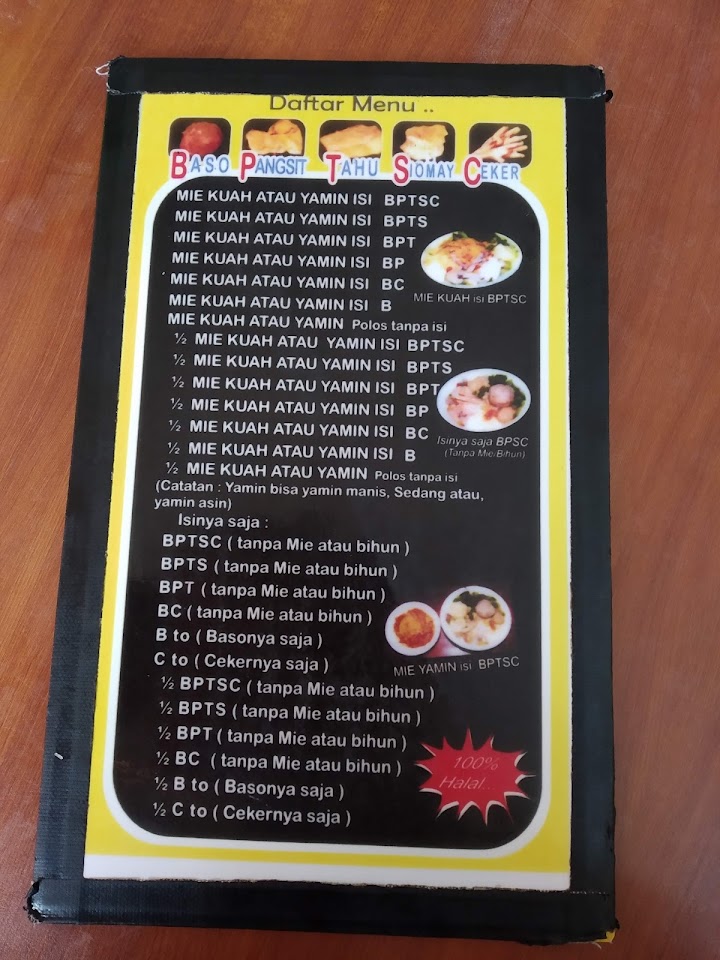 Daftar Menu ..
BASO PANGSIT TAHU SIOMAY CEKER
MIE KUAH ATAU YAMIN ISI BPTSC
MIE KUAH ATAU YAMIN ISI BPTS
MIE KUAH ATAU YAMIN ISI BPT
MIE KUAH ATAU YAMIN ISI BP
MIE KUAH ATAU YAMIN ISI BC
MIE KUAH isi BPTSC
MIE KUAH ATAU YAMIN ISI B
MIE KUAH ATAU YAMIN Polos tanpa isi
½ MIE KUAH ATAU YAMIN ISI BPTSC
½ MIE KUAH ATAU YAMIN ISI BPTS
½ MIE KUAH ATAU YAMIN ISI BPT
½ MIE KUAH ATAU YAMIN ISI BP
½ MIE KUAH ATAU YAMIN ISI BC
Isinya saja BPSC
(Tanpa Mie/Bihun)
½ MIE KUAH ATAU YAMIN ISI B
½ MIE KUAH ATAU YAMIN Polos tanpa isi
(Catatan : Yamin bisa yamin manis, Sedang atau,
yamin asin)
Isinya saja :
BPTSC ( tanpa Mie atau bihun )
BPTS ( tanpa Mie atau bihun )
BPT ( tanpa Mie atau bihun )
BC ( tanpa Mie atau bihun )
B to ( Basonya saja )
C to ( Cekernya saja )
MIE YAMIN isi BPTSC
½ BPTSC ( tanpa Mie atau bihun )
½ BPTS ( tanpa Mie atau bihun )
½ BPT ( tanpa Mie atau bihun )
½ BC ( tanpa Mie atau bihun )
½ B to ( Basonya saja )
½ C to ( Cekernya saja )
100%
Halal...